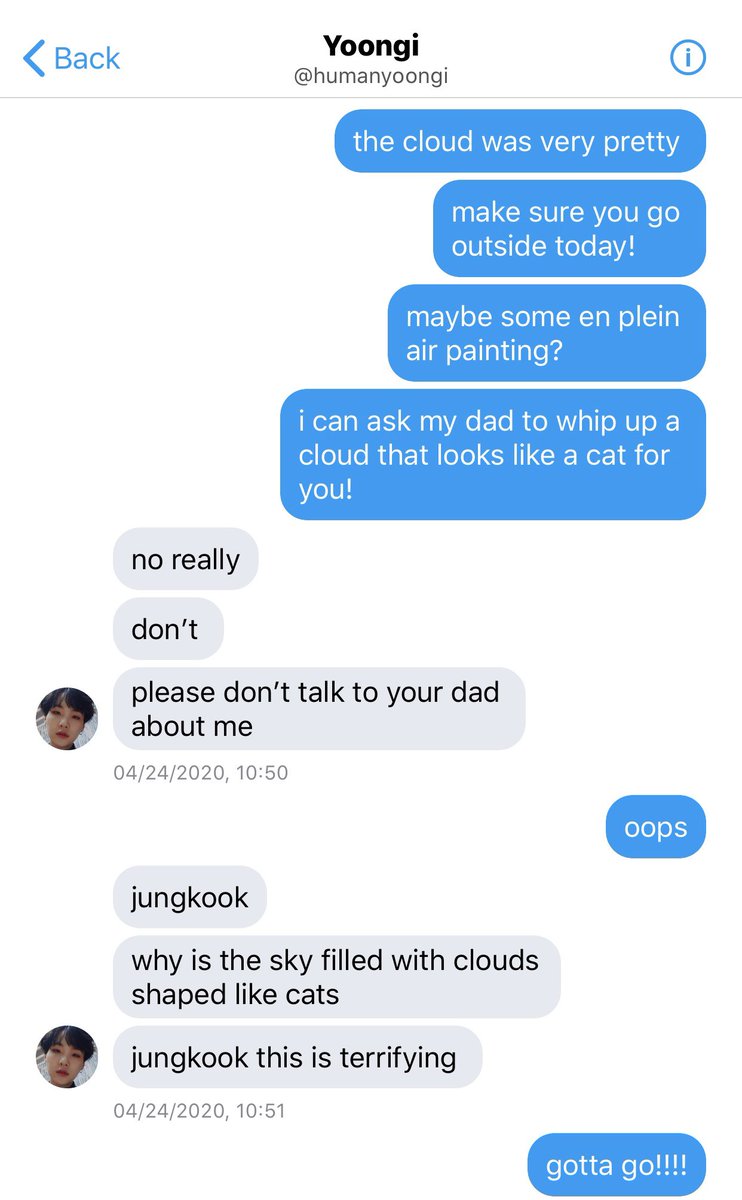 Back
Yoongi
@humanyoongi
the cloud was very pretty
make sure you go
outside today!
maybe some en plein
air painting?
i can ask my dad to whip up a
cloud that looks like a cat for
you!
no really
don’t
please don’t talk to your dad
about me
04/24/2020, 10:50
oops
jungkook
why is the sky filled with clouds
shaped like cats
jungkook this is terrifying
04/24/2020, 10:51
gotta go!!!!